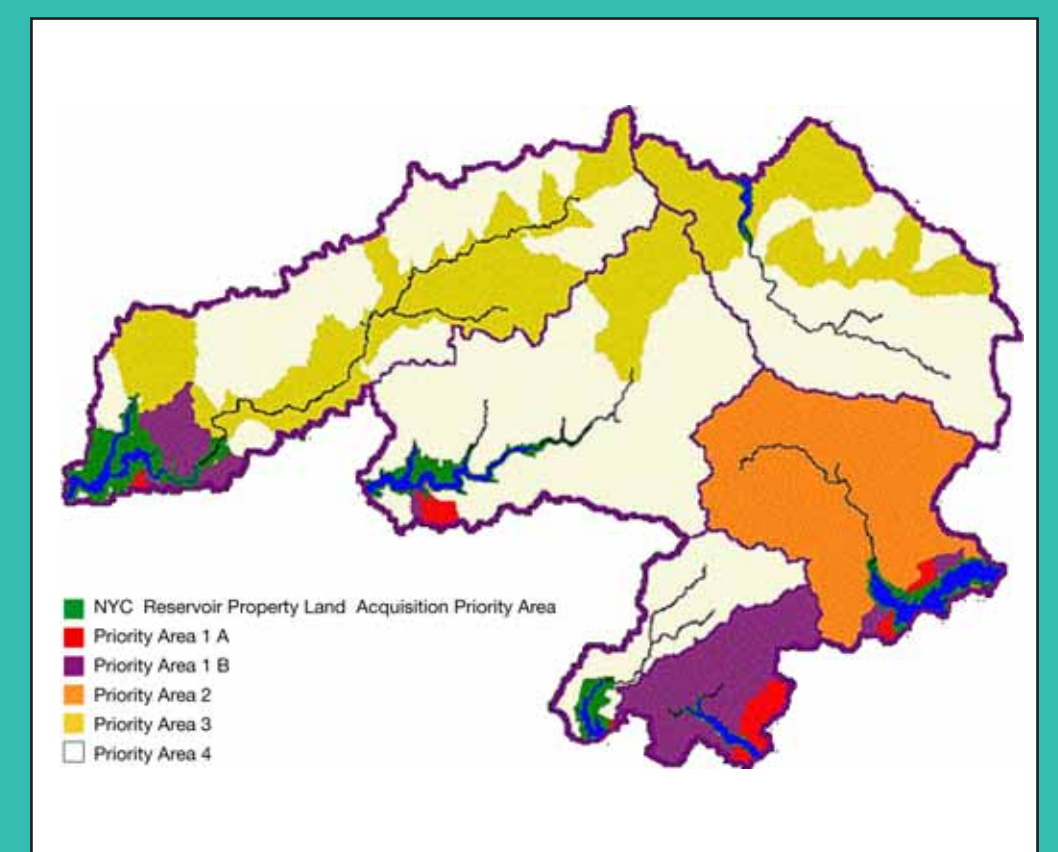 NYC Reservoir Property Land Acquisition Priority Area
Priority Area 1 A
Priority Area 1 B
Priority Area 2
Priority Area 3
Priority Area 4